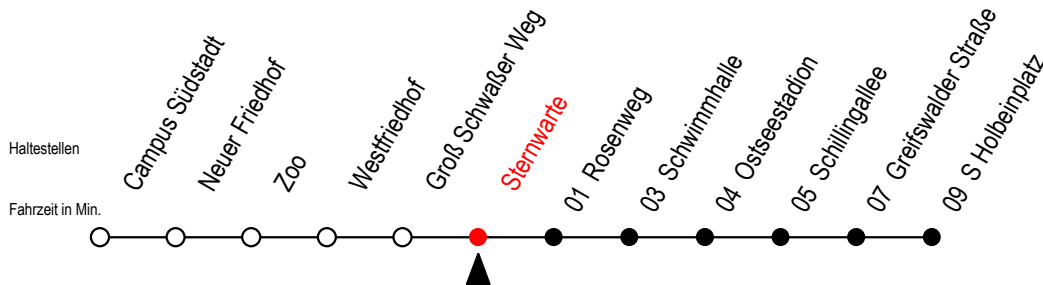 Haltestellen
Fahrzeit in Min.
Campus Südstadt
Neuer Friedhof
Zoo
Westfriedhof
Groß Schwaßer Weg
Sternwarte
01 Rosenweg
03 Schwimmhalle
04 Ostseestadion
05 Schillingallee
07 Greifswalder Straße
09 S Holbeinplatz